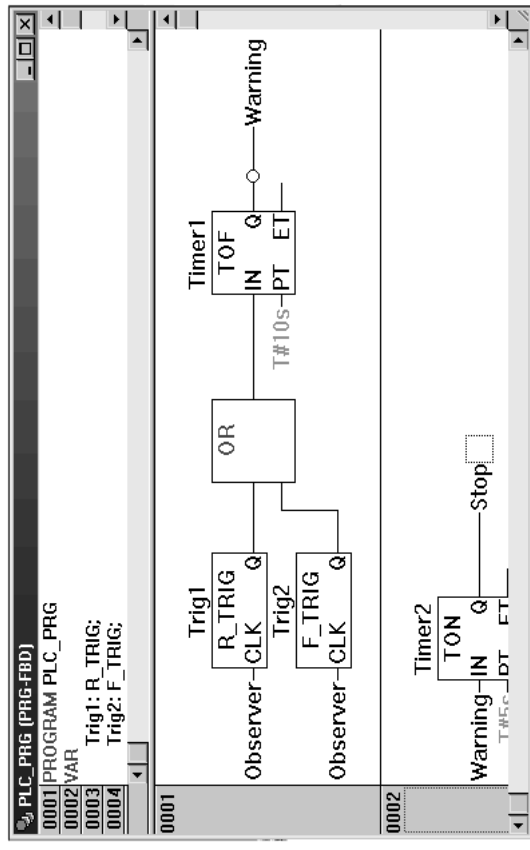 PLC_PRG (PRG-FBD)
0001 PROGRAM PLC_PRG
0002 VAR
0003 Trig1: R_TRIG;
0004 Trig2: F_TRIG;
0001
Trig1
R_TRIG
Observer CLK Q
Trig2
F_TRIG
Observer CLK Q
OR
Timer1
TOF
IN Q Warning
T#10s PT ET
0002
Timer2
TON
Warning IN Q Stop
T#5s PT ET